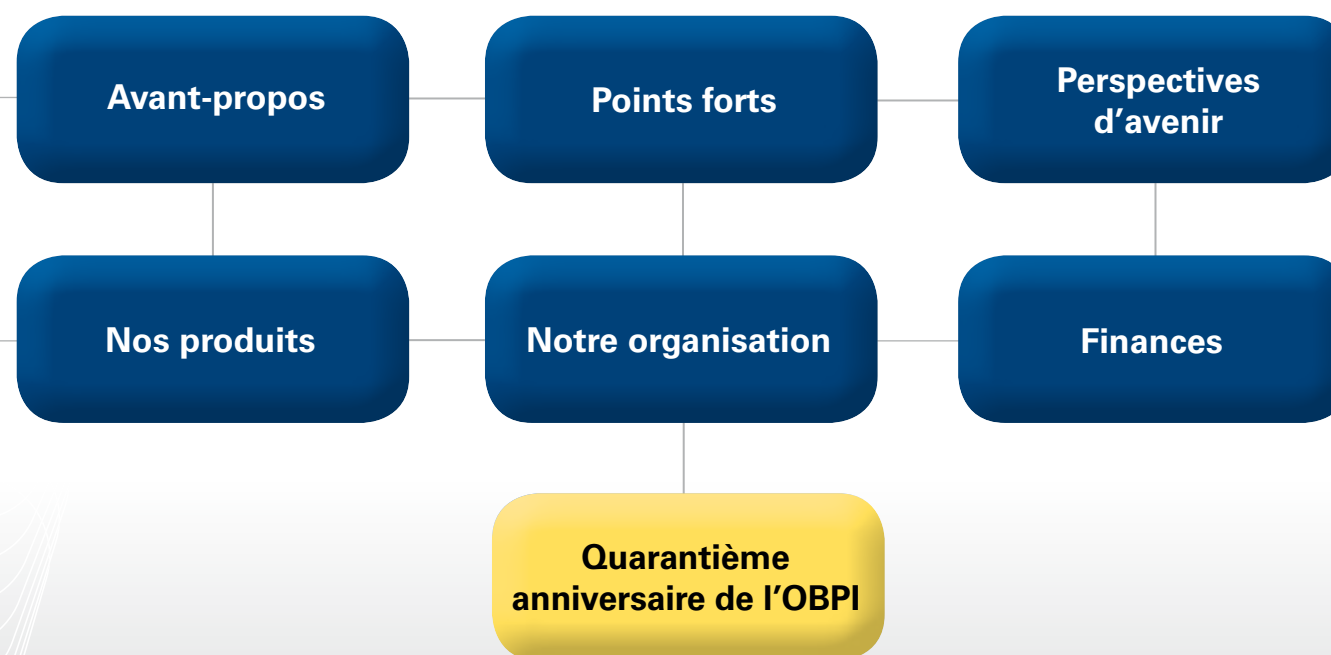 Avant-propos
Points forts
Perspectives
d'avenir
Nos produits
Notre organisation
Finances
Quarantième
anniversaire de l'OBPI